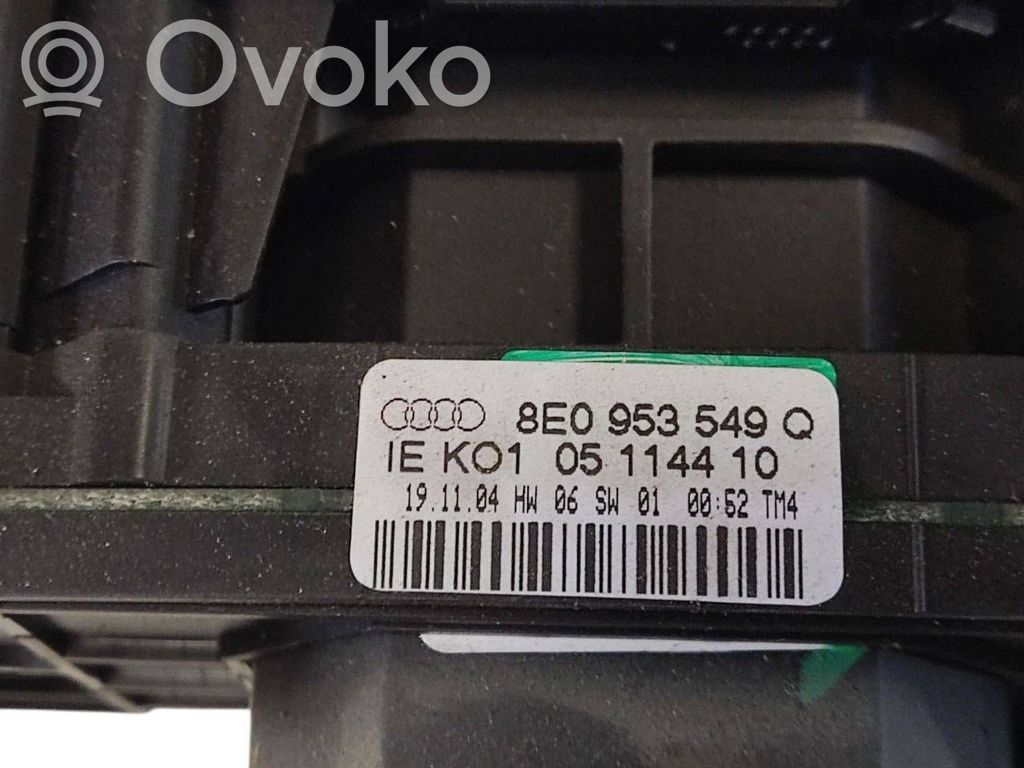 Ovoko
8E0 953 549 Q
IE KO1 05 1144 10
19.11.04 HW 06 SW 01 00:52 TM4